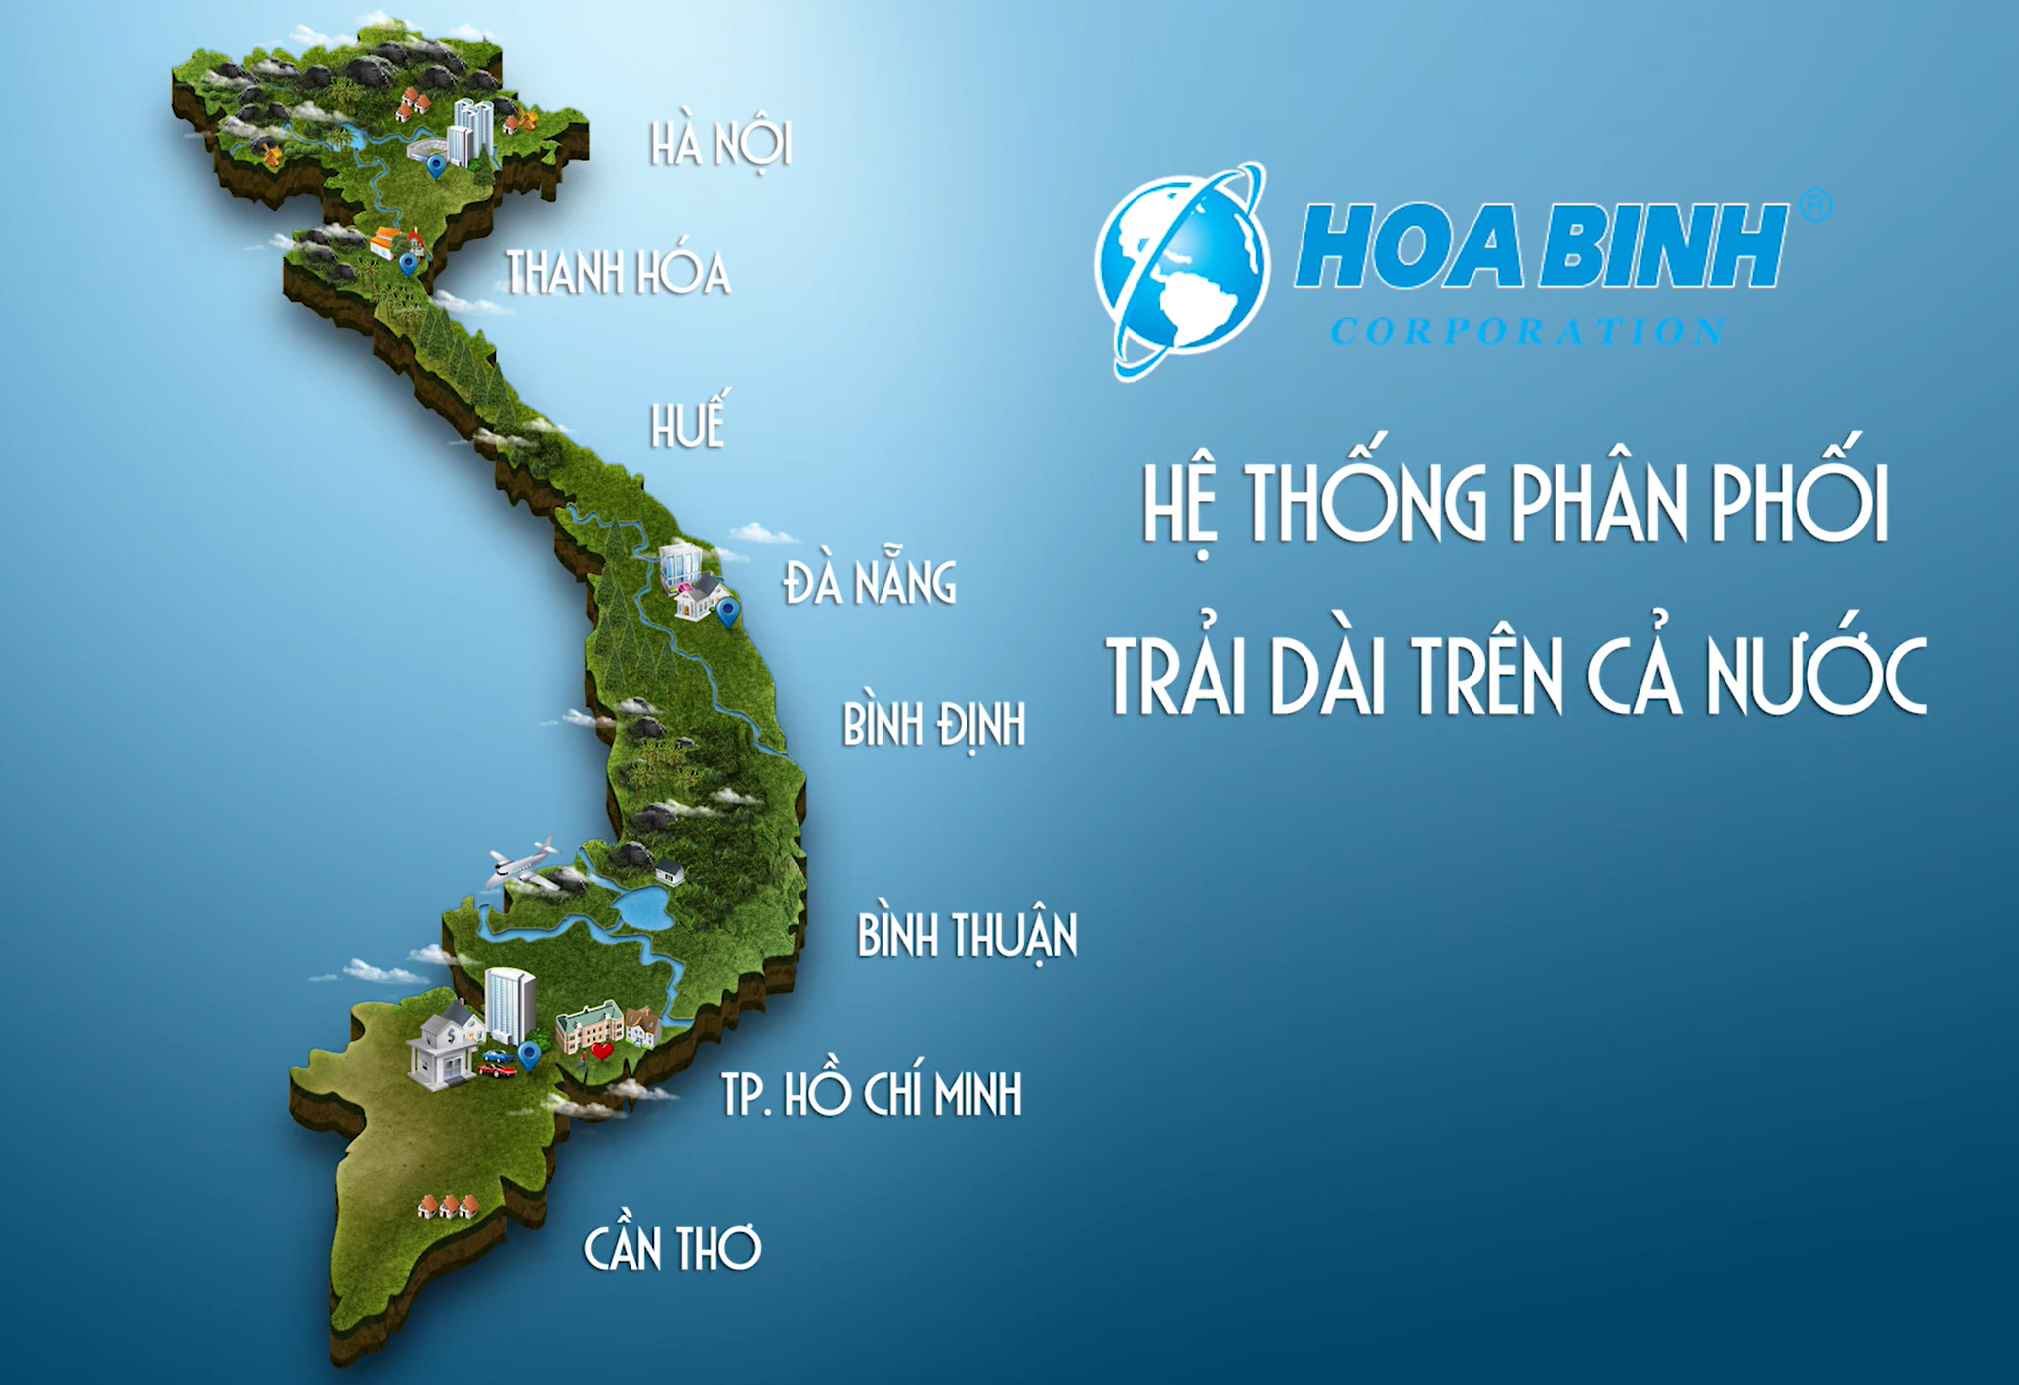 HÀ NỘI
THANH HÓA
HUẾ
ĐÀ NẴNG
BÌNH ĐỊNH
BÌNH THUẬN
TP. HỒ CHÍ MINH
CẦN THƠ
HOA BINH®
CORPORATION
HỆ THỐNG PHÂN PHỐI
TRẢI DÀI TRÊN CẢ NƯỚC